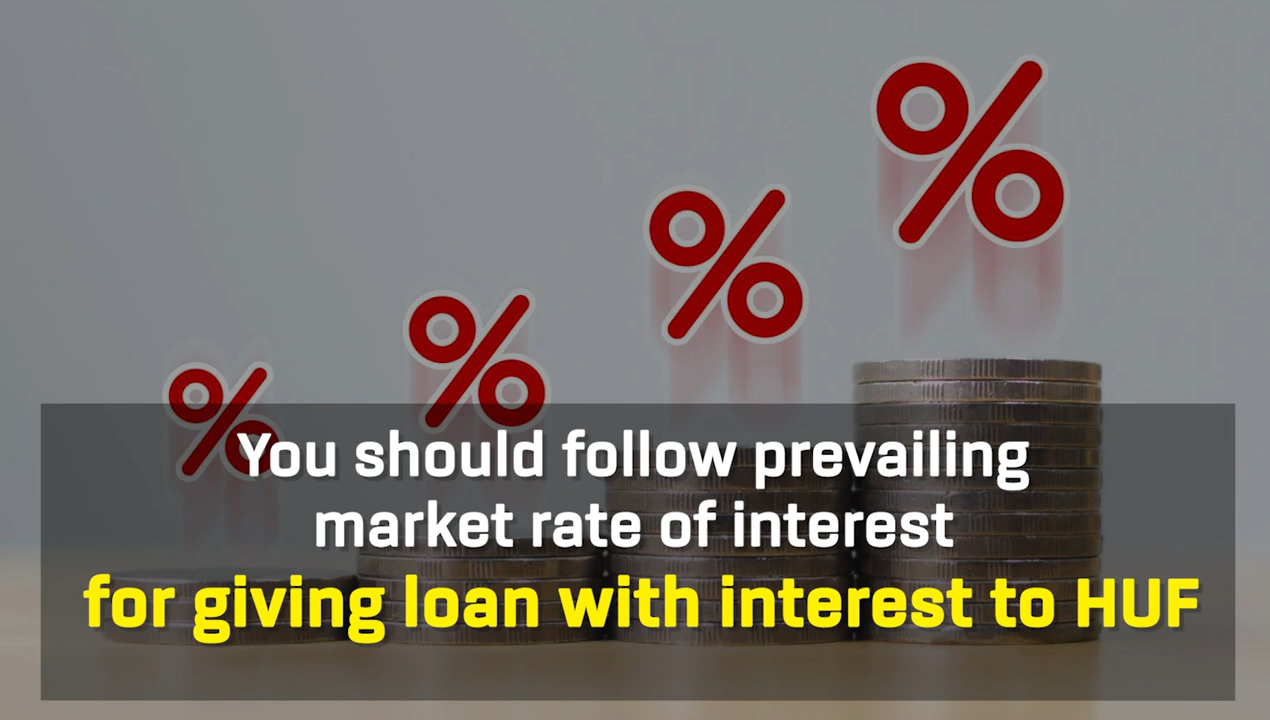 You should follow prevailing
market rate of interest
for giving loan with interest to HUF